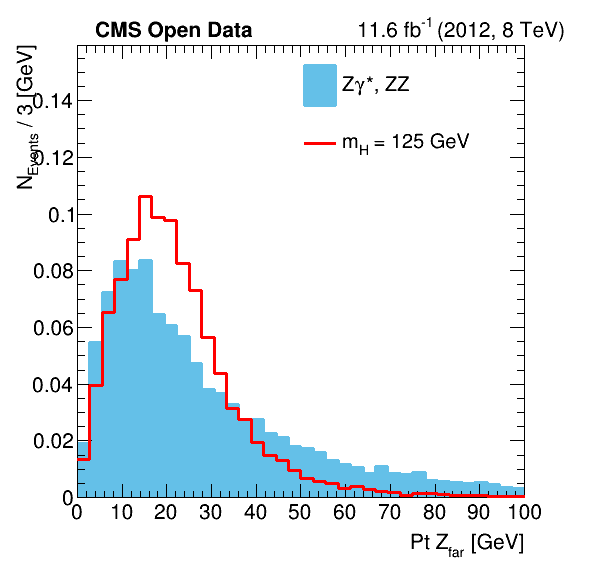 CMS Open Data 11.6 fb⁻¹ (2012, 8 TeV)
N_Events / 3 [GeV]
Zγ*, ZZ
m_H = 125 GeV
0.14
0.12
0.1
0.08
0.06
0.04
0.02
0
0 10 20 30 40 50 60 70 80 90 100
Pt Z_far [GeV]